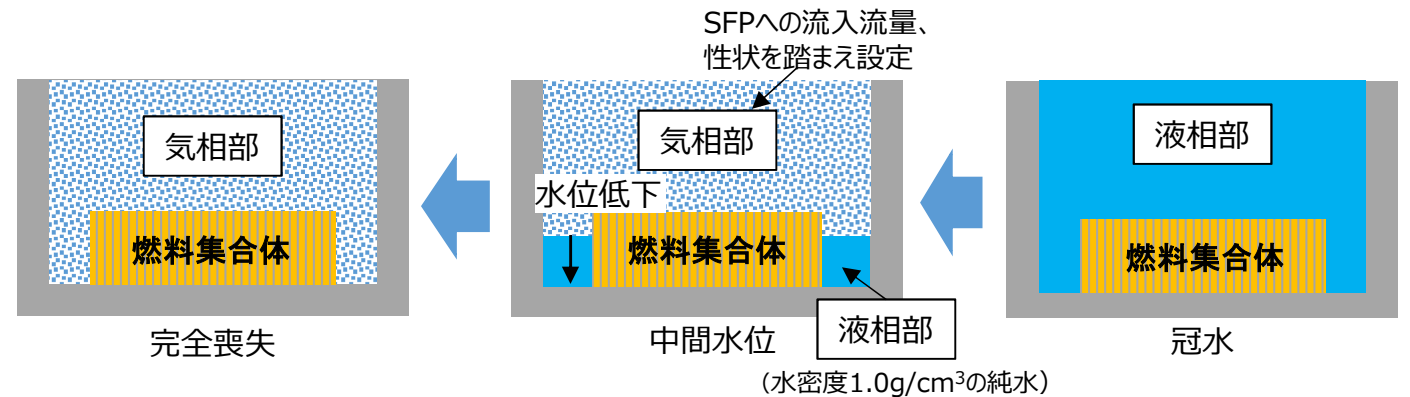 SFPへの流入流量、
性状を踏まえ設定
気相部
燃料集合体
完全喪失
気相部
水位低下
燃料集合体
中間水位
液相部
（水密度1.0g/cm³の純水）
液相部
燃料集合体
冠水